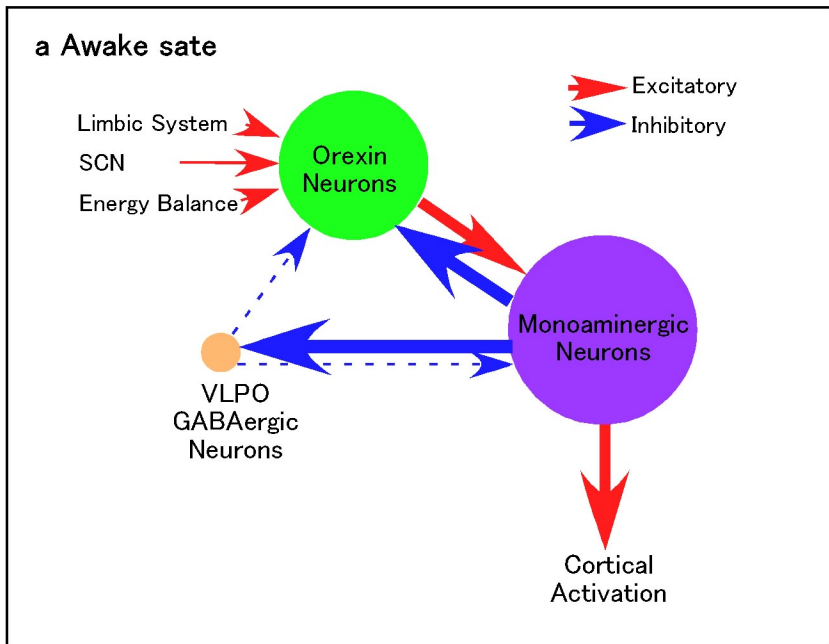 a Awake sate
Excitatory
Inhibitory
Limbic System
SCN
Energy Balance
Orexin
Neurons
Monoaminergic
Neurons
VLPO
GABAergic
Neurons
Cortical
Activation